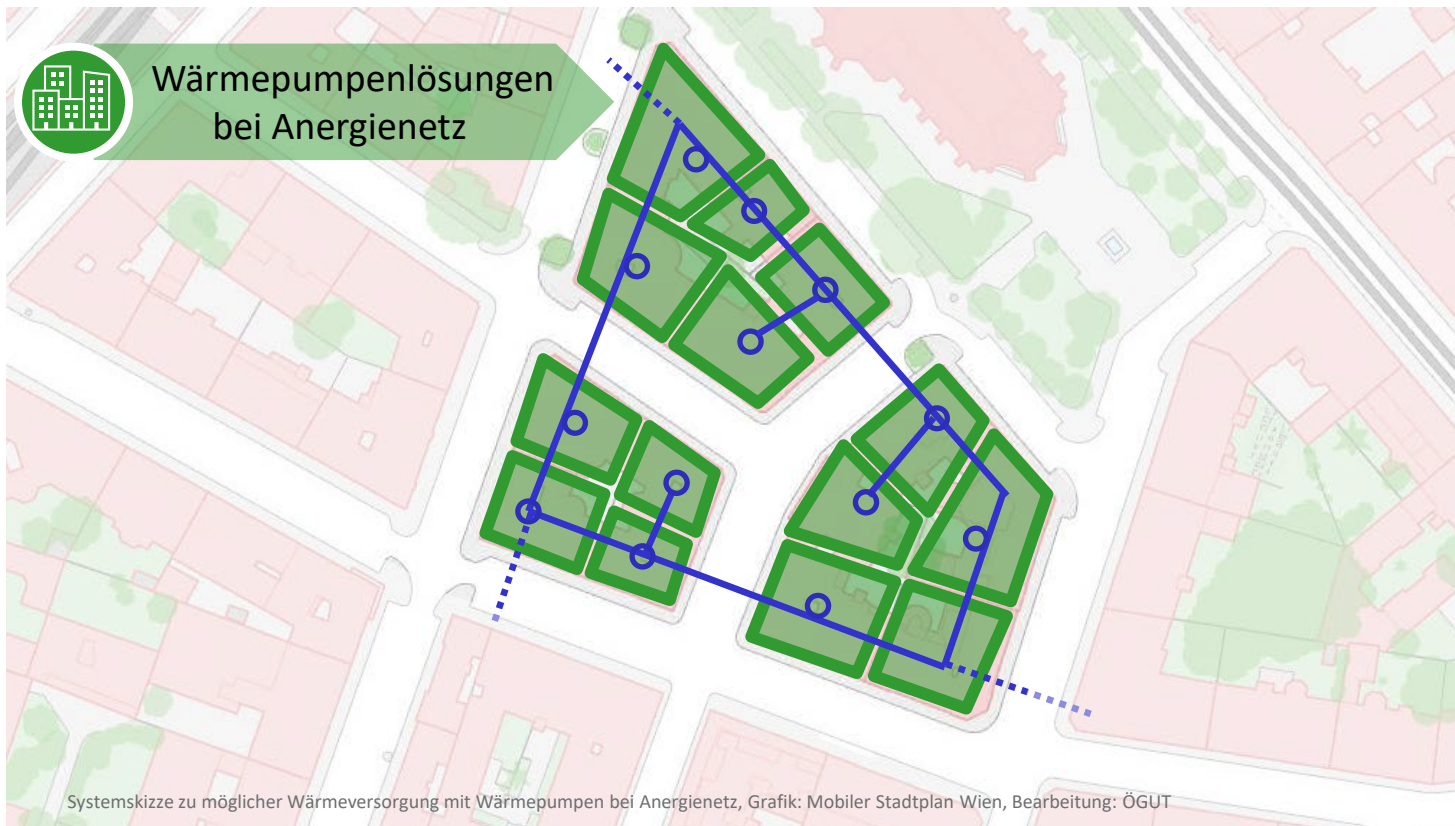 Wärmepumpenlösungen
bei Anergienetz
Systemskizze zu möglicher Wärmeversorgung mit Wärmepumpen bei Anergienetz, Grafik: Mobiler Stadtplan Wien, Bearbeitung: ÖGUT